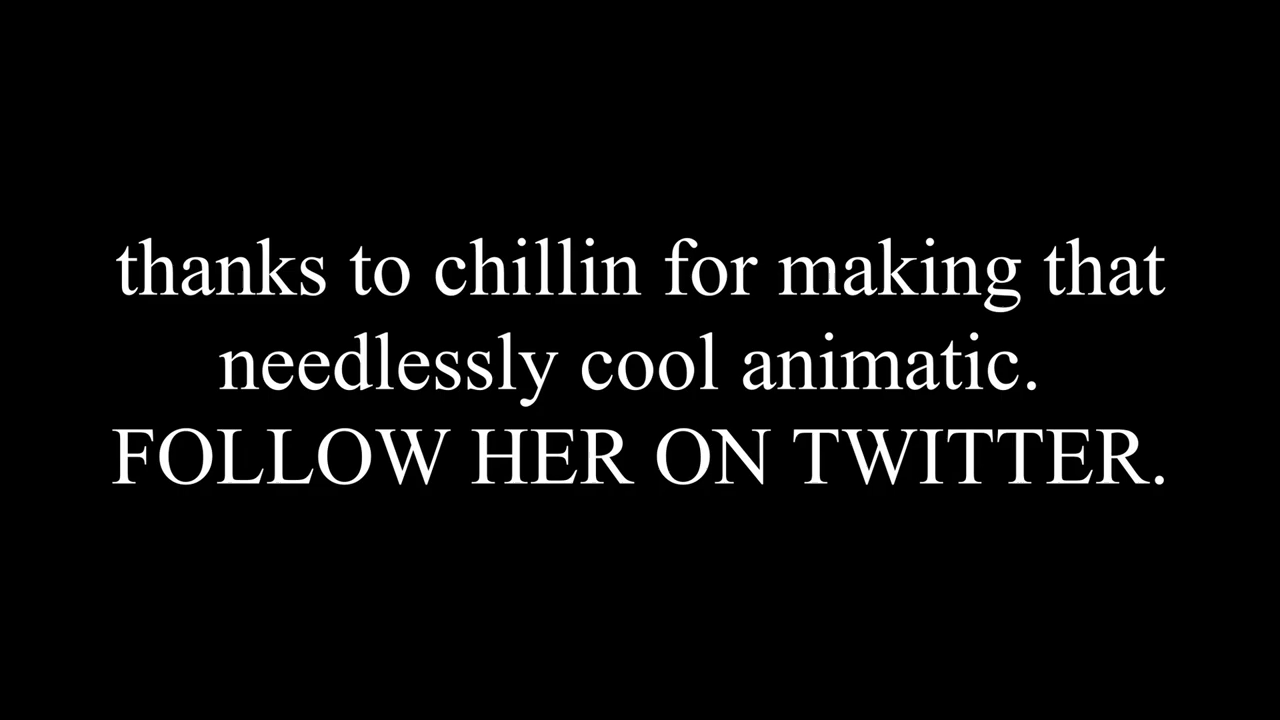 thanks to chillin for making that
needlessly cool animatic.
FOLLOW HER ON TWITTER.